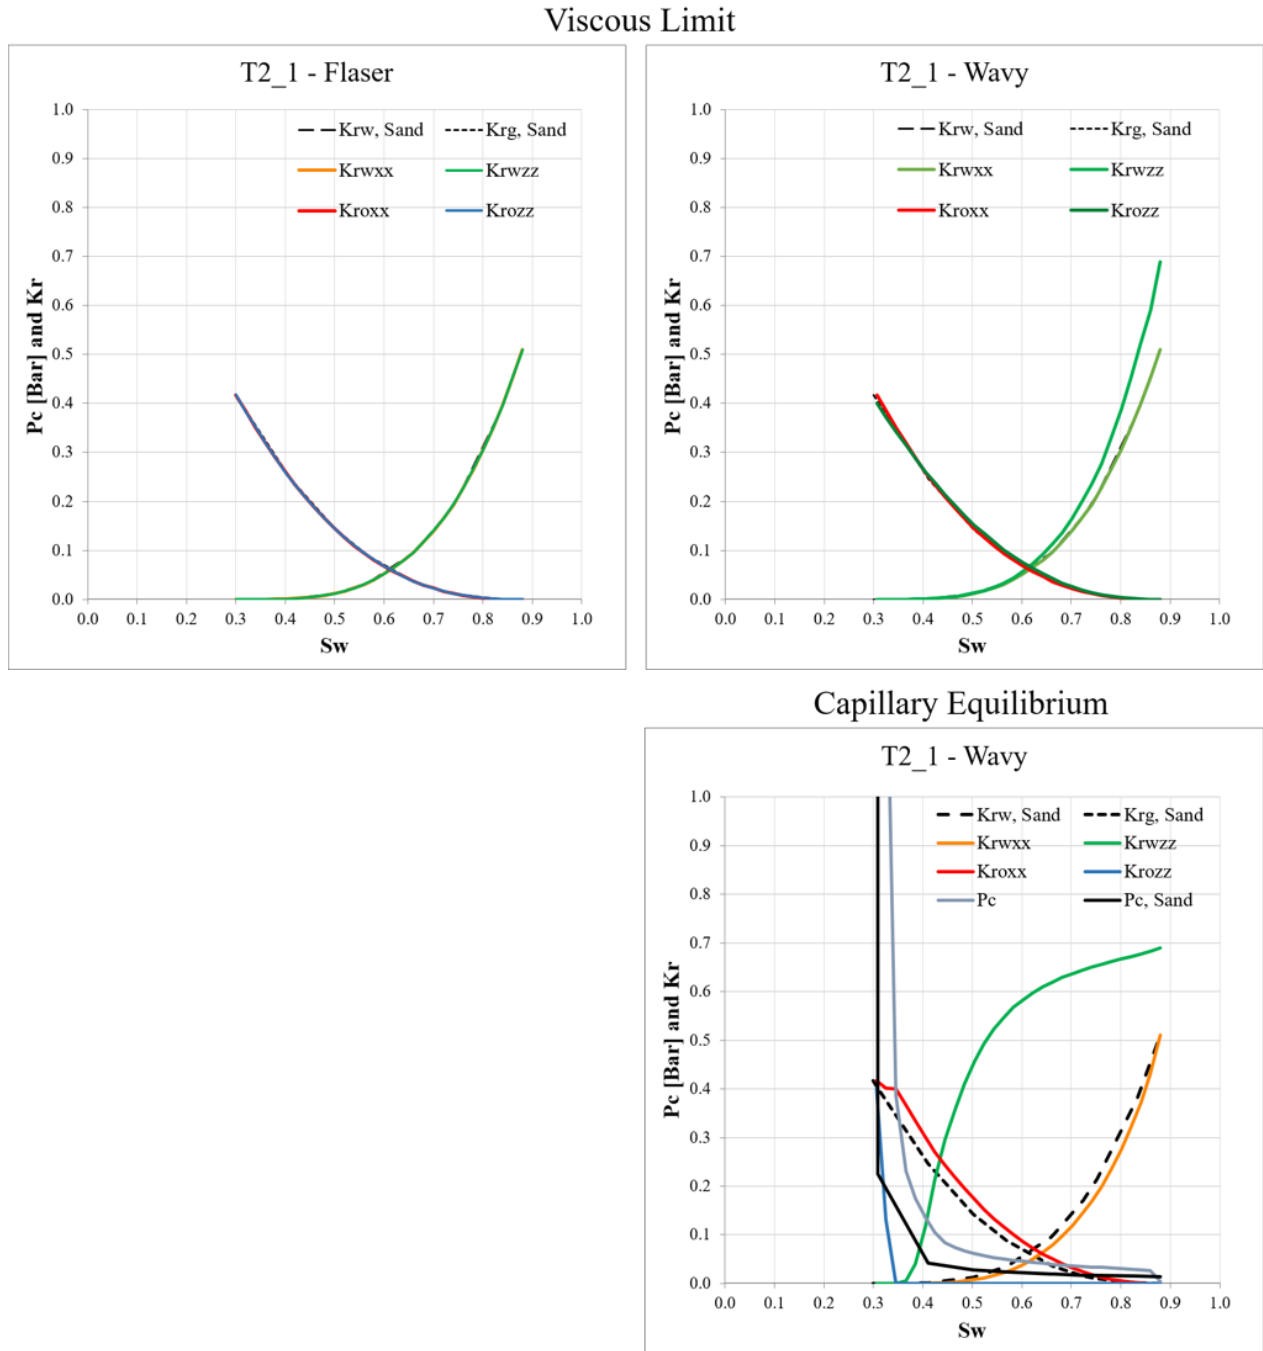 Viscous Limit
T2_1 - Flaser
Krw, Sand Krg, Sand
Krwxx Krwzz
Kroxx Krozz
1.0
0.9
0.8
0.7
0.6
0.5
0.4
0.3
0.2
0.1
0.0
Pc [Bar] and Kr
0.0 0.1 0.2 0.3 0.4 0.5 0.6 0.7 0.8 0.9 1.0
Sw
T2_1 - Wavy
Krw, Sand Krg, Sand
Krwxx Krwzz
Kroxx Krozz
1.0
0.9
0.8
0.7
0.6
0.5
0.4
0.3
0.2
0.1
0.0
Pc [Bar] and Kr
0.0 0.1 0.2 0.3 0.4 0.5 0.6 0.7 0.8 0.9 1.0
Sw
Capillary Equilibrium
T2_1 - Wavy
Krw, Sand Krg, Sand
Krwxx Krwzz
Kroxx Krozz
Pc Pc, Sand
1.0
0.9
0.8
0.7
0.6
0.5
0.4
0.3
0.2
0.1
0.0
Pc [Bar] and Kr
0.0 0.1 0.2 0.3 0.4 0.5 0.6 0.7 0.8 0.9 1.0
Sw